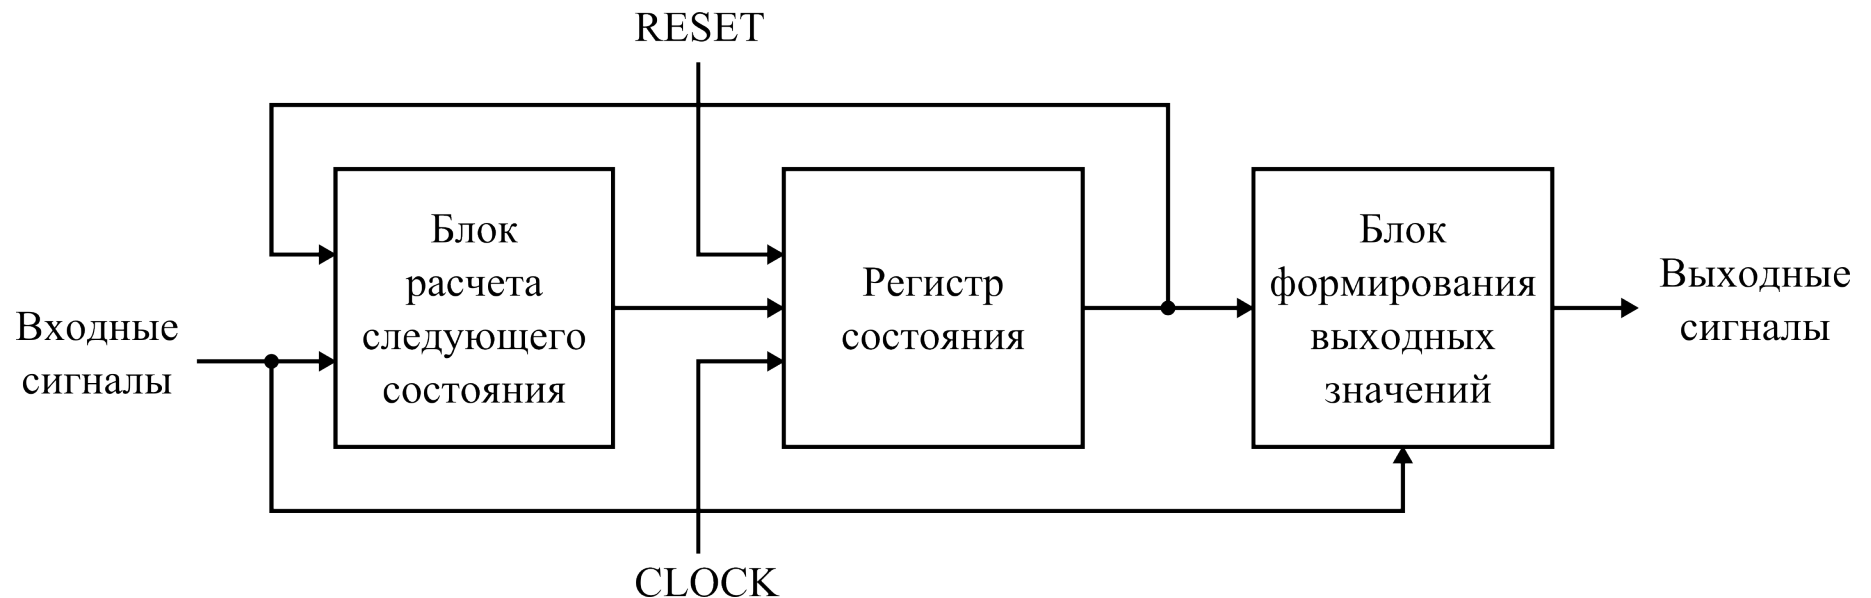 RESET
Входные
сигналы
Блок
расчета
следующего
состояния
Регистр
состояния
Блок
формирования
выходных
значений
Выходные
сигналы
CLOCK